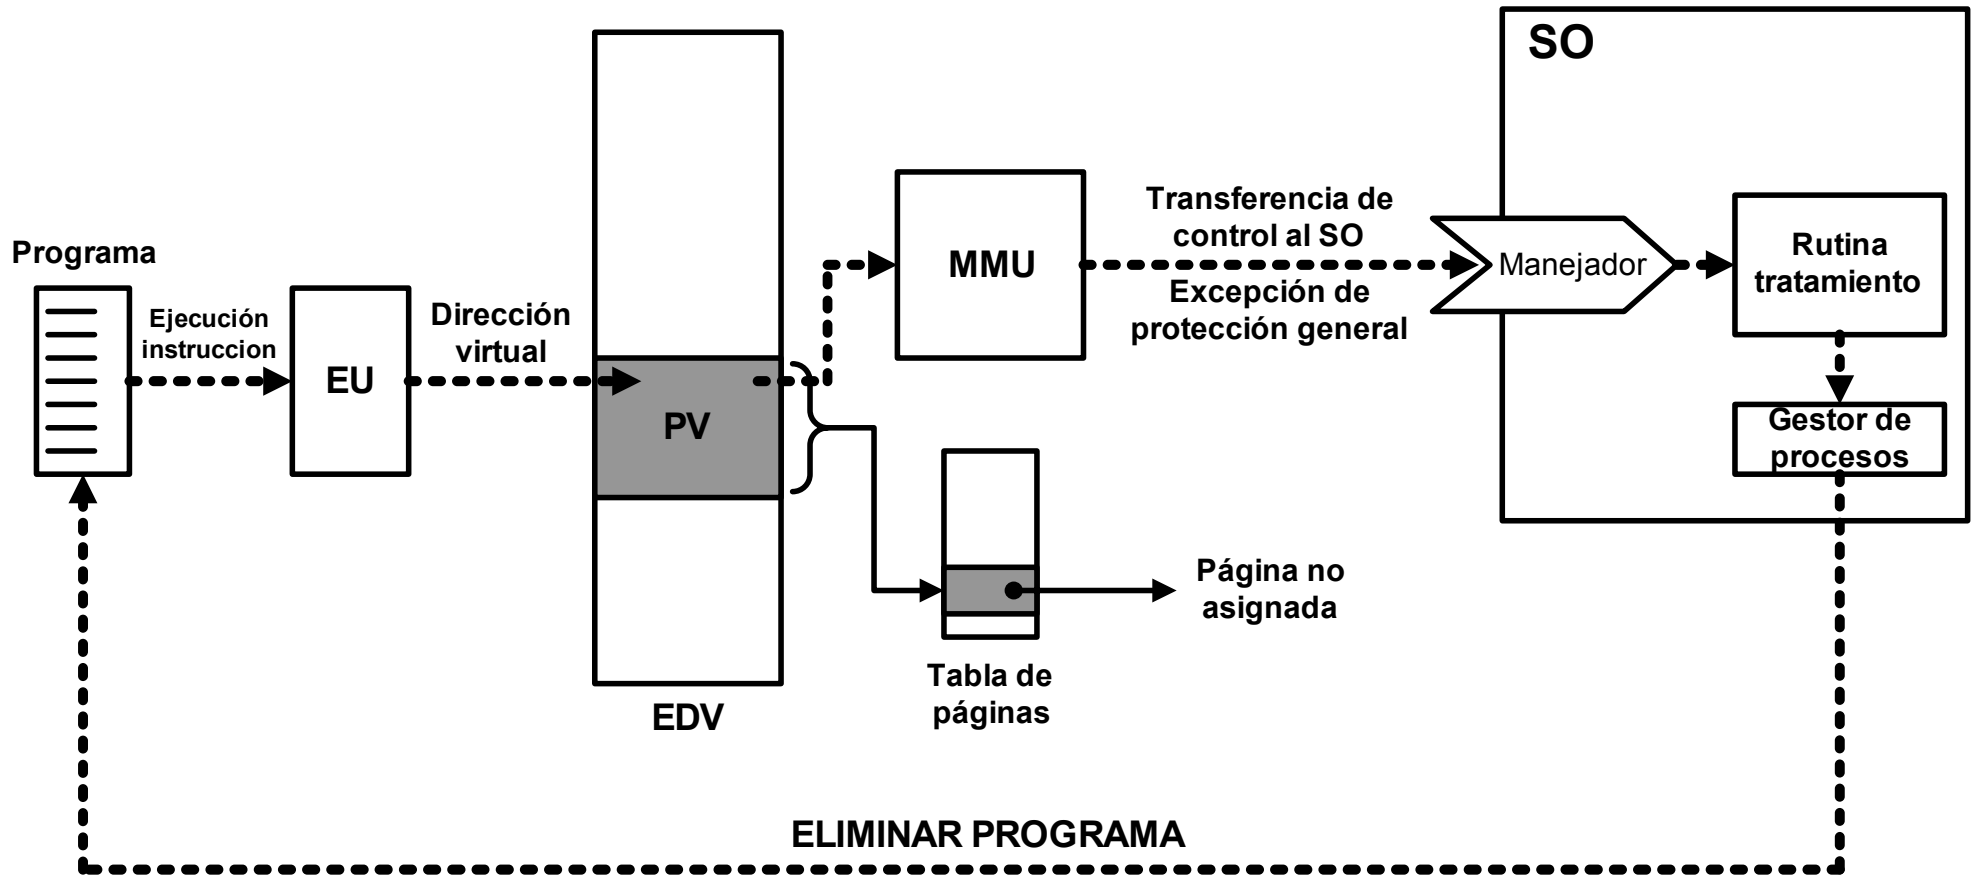 SO
Programa
Ejecución
instruccion
EU
Dirección
virtual
PV
EDV
MMU
Transferencia de
control al SO
Excepción de
protección general
Manejador
Rutina
tratamiento
Gestor de
procesos
Página no
asignada
Tabla de
páginas
ELIMINAR PROGRAMA